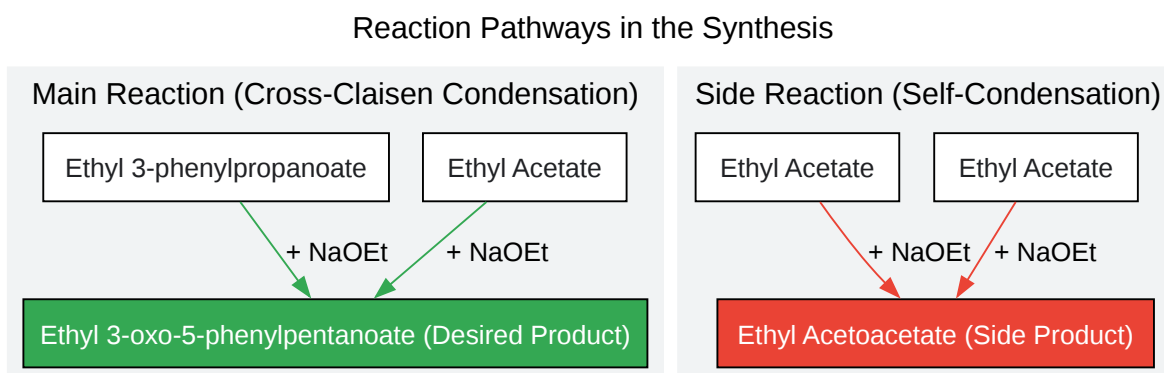 Reaction Pathways in the Synthesis
Main Reaction (Cross-Claisen Condensation)
Ethyl 3-phenylpropanoate
Ethyl Acetate
+ NaOEt
+ NaOEt
Ethyl 3-oxo-5-phenylpentanoate (Desired Product)
Side Reaction (Self-Condensation)
Ethyl Acetate
Ethyl Acetate
+ NaOEt
+ NaOEt
Ethyl Acetoacetate (Side Product)